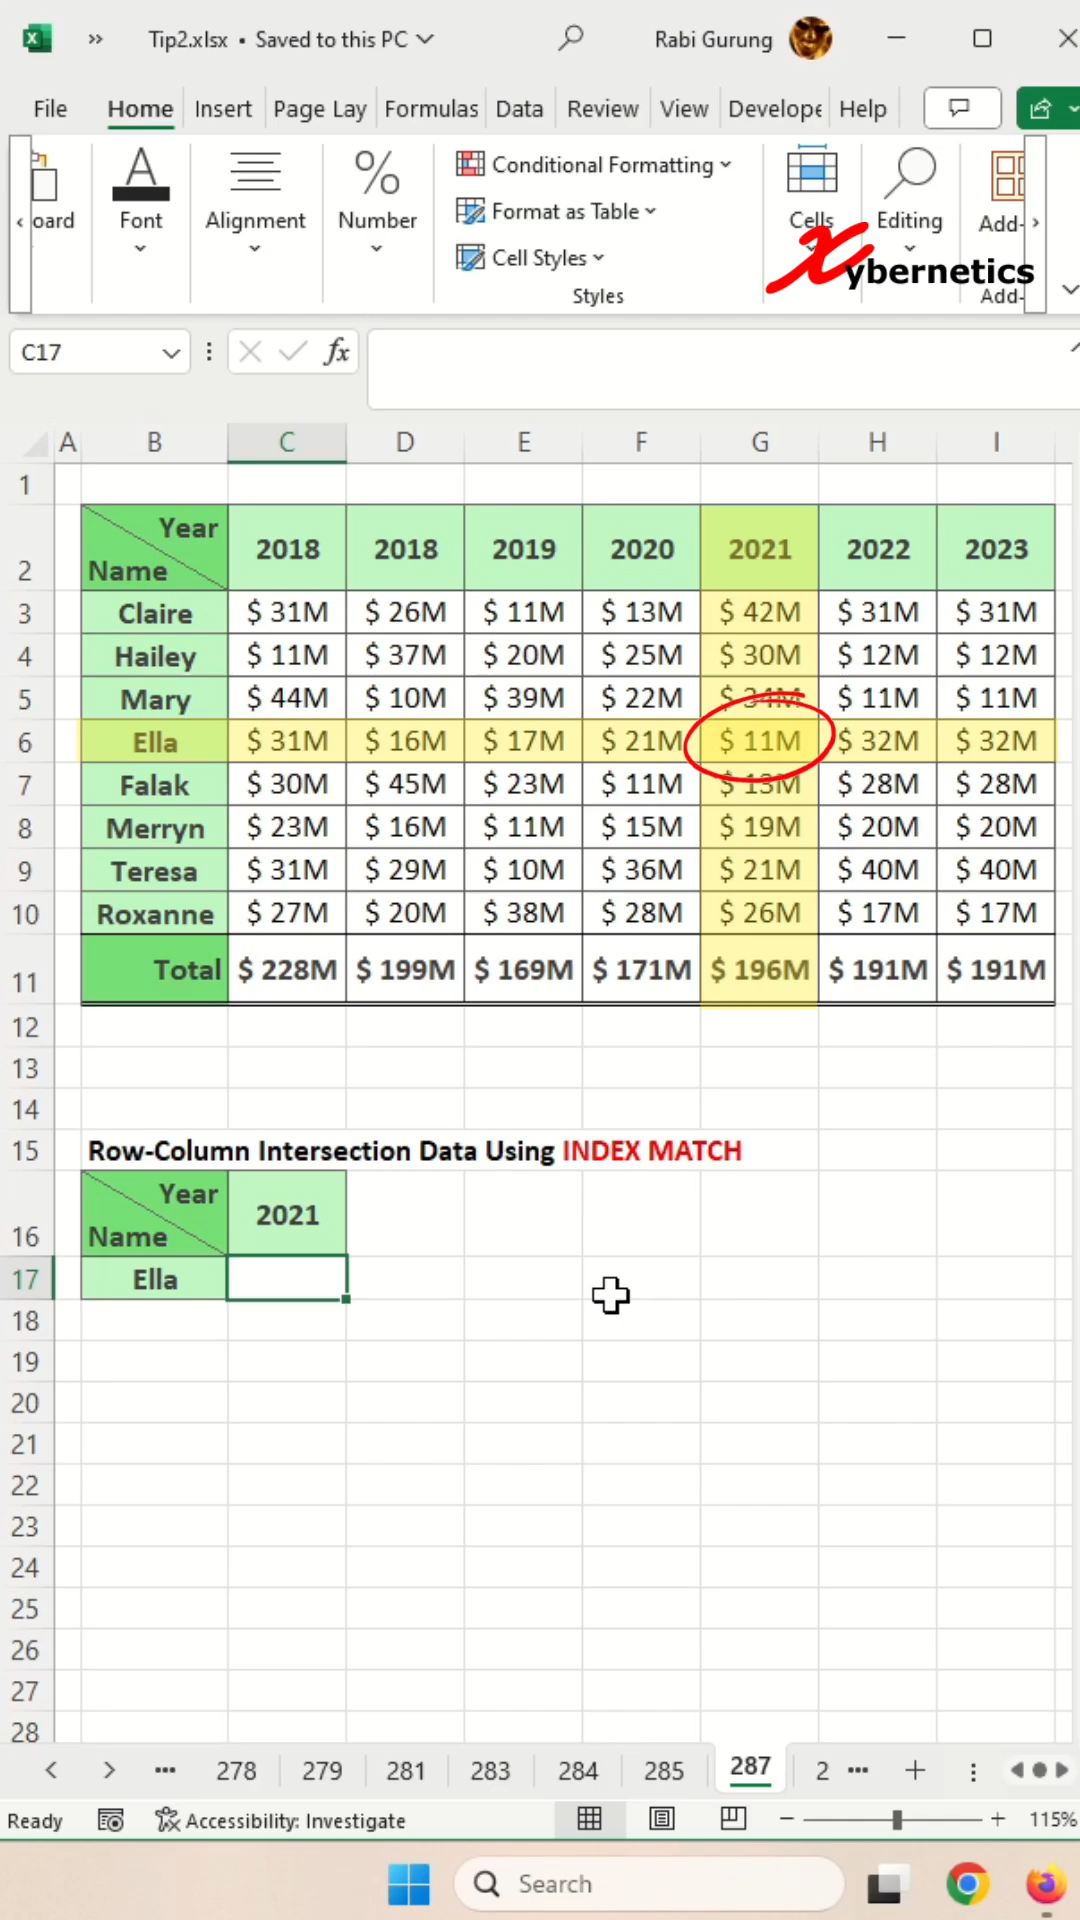 Tip2.xlsx • Saved to this PC
Rabi Gurung
File Home Insert Page Lay Formulas Data Review View Develope Help
oard Font Alignment Number
Conditional Formatting
Format as Table
Cell Styles
Styles
Cells Editing Add-
Add-
Xybernetics
C17 fx
A B C D E F G H I
1
2 Year Name 2018 2018 2019 2020 2021 2022 2023
3 Claire $ 31M $ 26M $ 11M $ 13M $ 42M $ 31M $ 31M
4 Hailey $ 11M $ 37M $ 20M $ 25M $ 30M $ 12M $ 12M
5 Mary $ 44M $ 10M $ 39M $ 22M $ 34M $ 11M $ 11M
6 Ella $ 31M $ 16M $ 17M $ 21M $ 11M $ 32M $ 32M
7 Falak $ 30M $ 45M $ 23M $ 11M $ 13M $ 28M $ 28M
8 Merryn $ 23M $ 16M $ 11M $ 15M $ 19M $ 20M $ 20M
9 Teresa $ 31M $ 29M $ 10M $ 36M $ 21M $ 40M $ 40M
10 Roxanne $ 27M $ 20M $ 38M $ 28M $ 26M $ 17M $ 17M
11 Total $ 228M $ 199M $ 169M $ 171M $ 196M $ 191M $ 191M
12
13
14
15 Row-Column Intersection Data Using INDEX MATCH
16 Year Name 2021
17 Ella
18
19
20
21
22
23
24
25
26
27
28
278 279 281 283 284 285 287 2
Ready Accessibility: Investigate 115%
Search